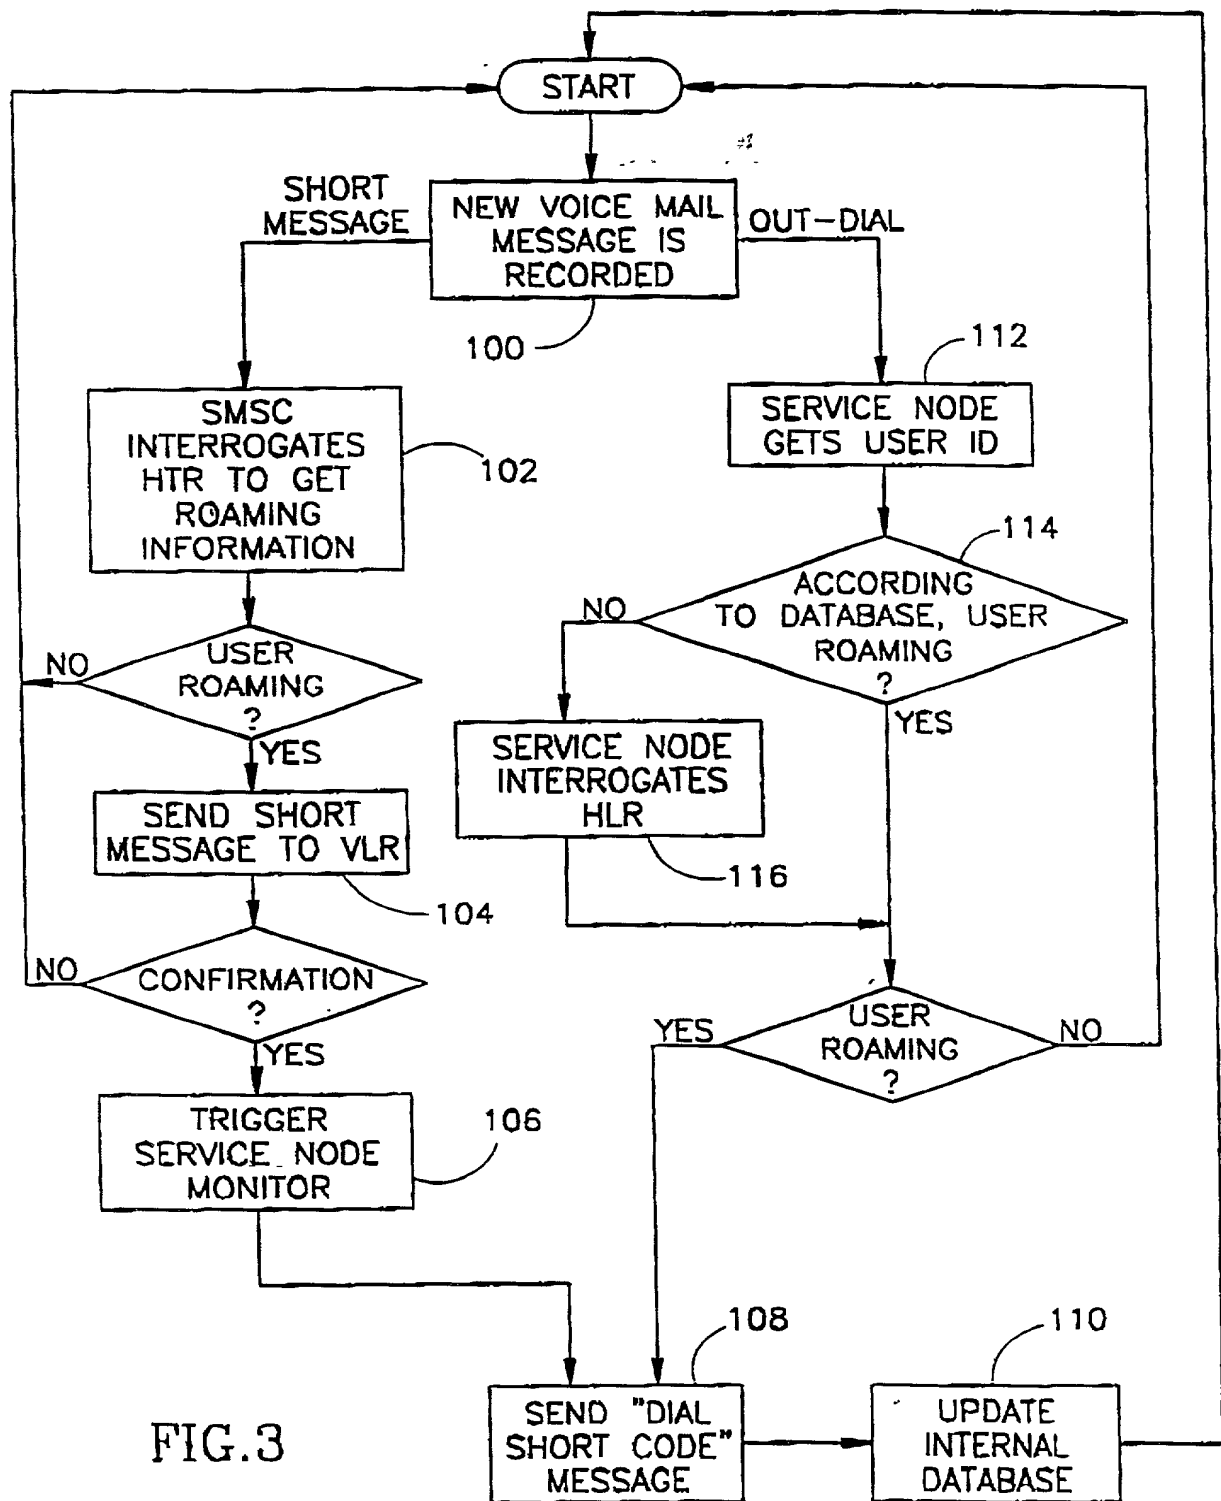 START
NEW VOICE MAIL
MESSAGE IS
RECORDED
SHORT
MESSAGE
OUT-DIAL
100
112
SMSC
INTERROGATES
HTR TO GET
ROAMING
INFORMATION
102
SERVICE NODE
GETS USER ID
114
ACCORDING
TO DATABASE, USER
ROAMING
?
NO
YES
USER
ROAMING
?
NO
YES
SERVICE NODE
INTERROGATES
HLR
116
SEND SHORT
MESSAGE TO VLR
104
CONFIRMATION
?
NO
YES
USER
ROAMING
?
YES
NO
TRIGGER
SERVICE NODE
MONITOR
106
108
110
SEND "DIAL
SHORT CODE"
MESSAGE
UPDATE
INTERNAL
DATABASE
FIG.3